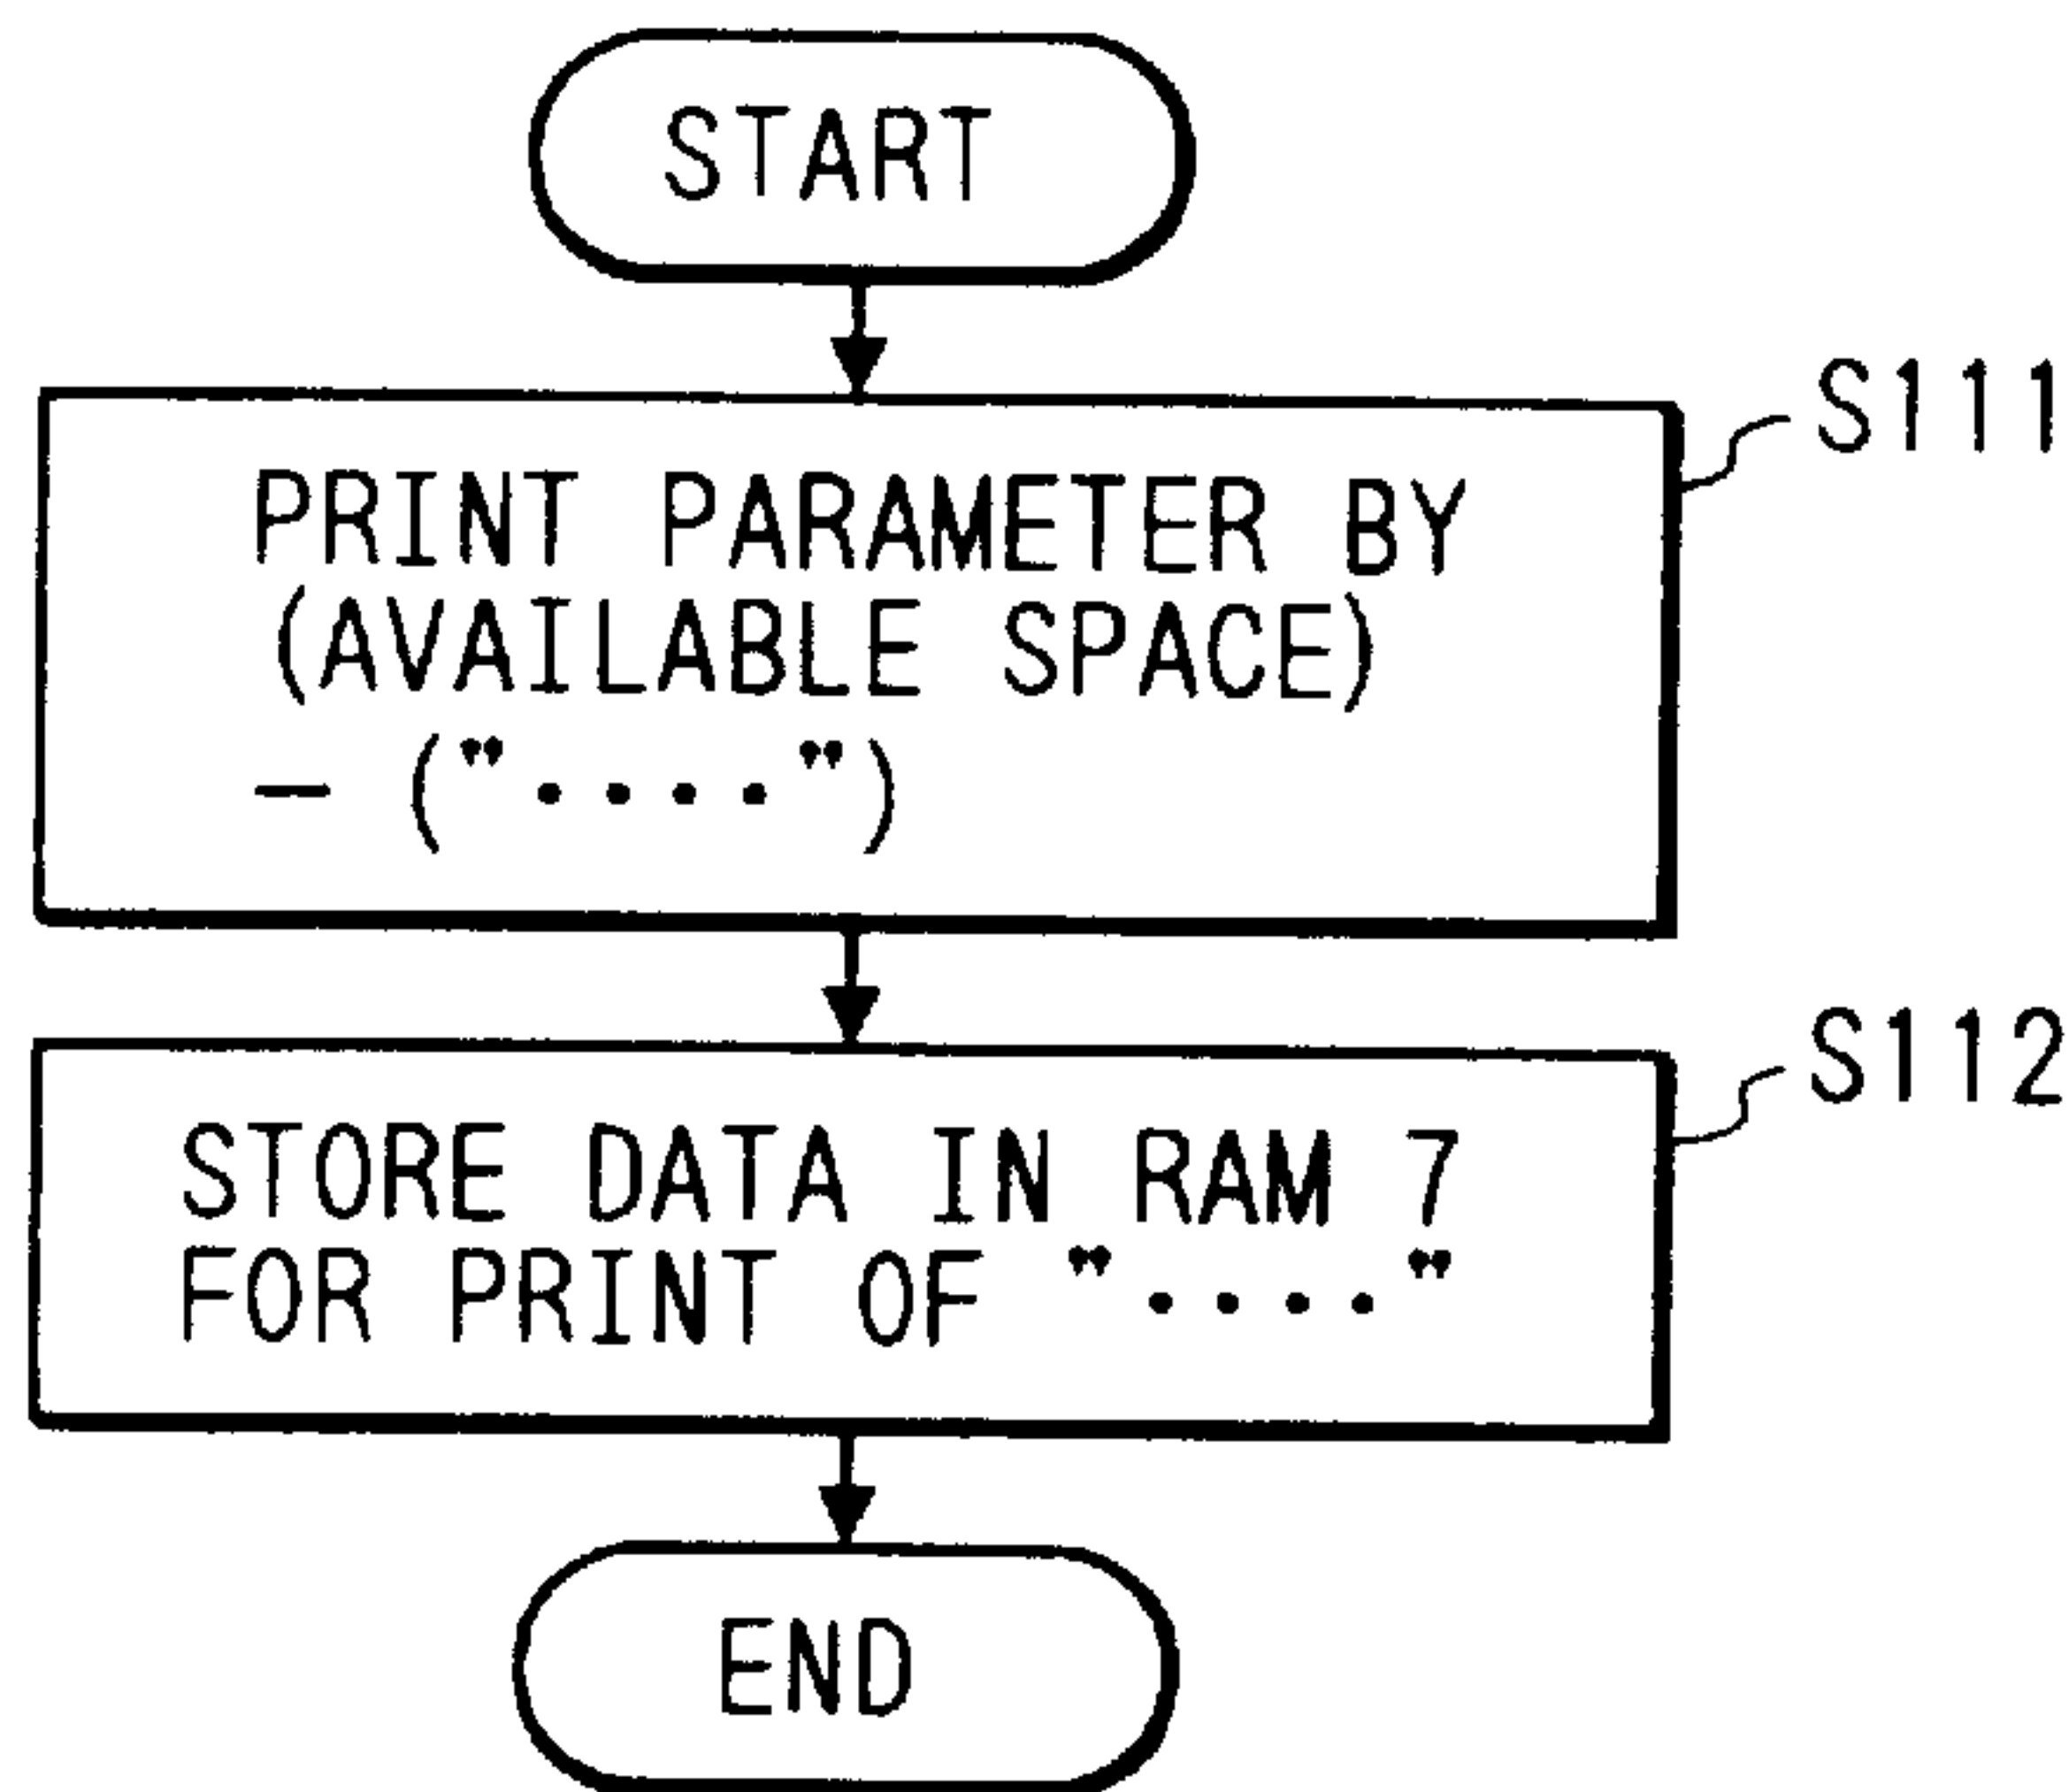 START
S111
PRINT PARAMETER BY
(AVAILABLE SPACE)
— ("····")
S112
STORE DATA IN RAM 7
FOR PRINT OF "····"
END